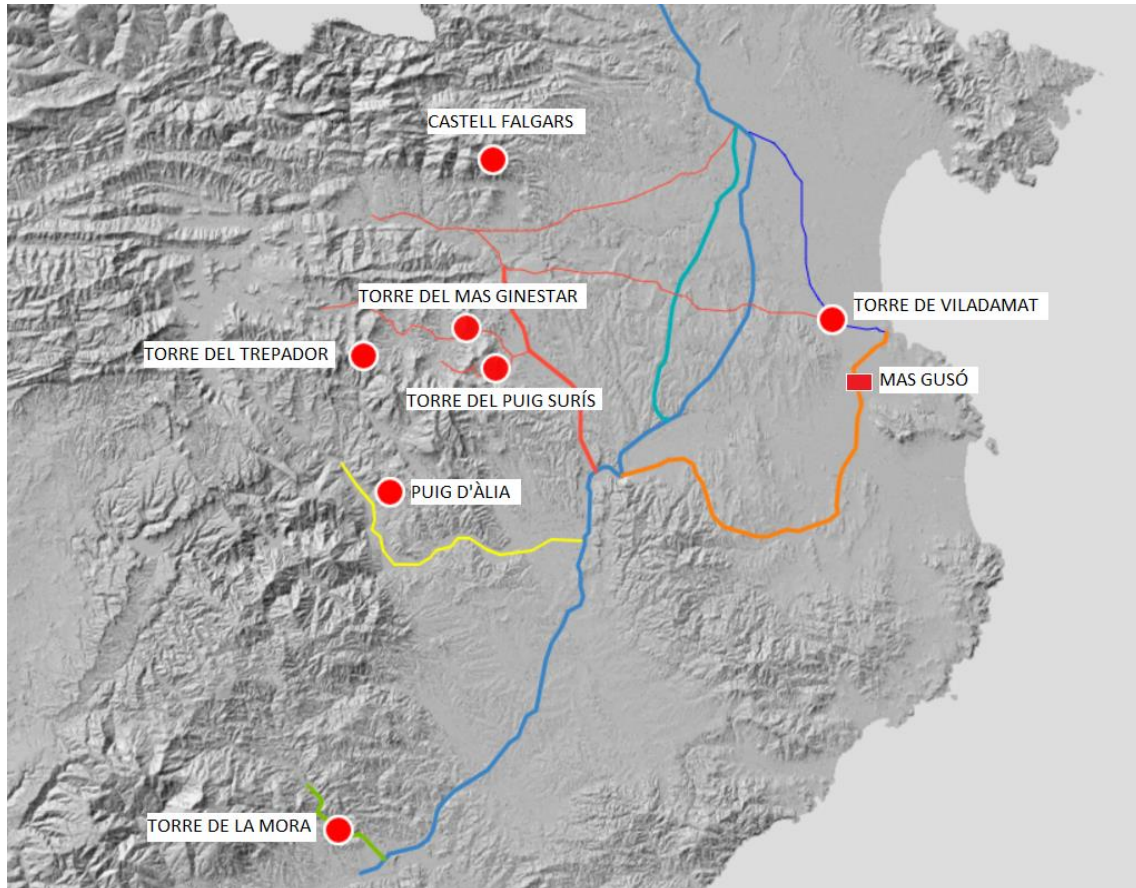 CASTELL FALGARS
TORRE DEL MAS GINESTAR
TORRE DE VILADAMAT
TORRE DEL TREPADOR
MAS GUSÓ
TORRE DEL PUIG SURÍS
PUIG D'ÀLIA
TORRE DE LA MORA